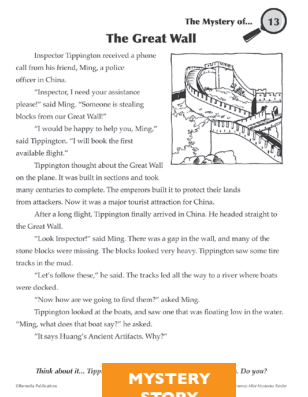 The Mystery of...
13
The Great Wall
Inspector Tippington received a phone
call from his friend, Ming, a police
officer in China.
"Inspector, I need your assistance
please!" said Ming. "Someone is stealing
blocks from our Great Wall!"
"I would be happy to help you, Ming,"
said Tippington. "I will book the first
available flight."
Tippington thought about the Great Wall
on the plane. It was built in sections and took
many centuries to complete. The emperors built it to protect their lands
from attackers. Now it was a major tourist attraction for China.
After a long flight, Tippington finally arrived in China. He headed straight to
the Great Wall.
"Look Inspector!" said Ming. There was a gap in the wall, and many of the
stone blocks were missing. The blocks looked very heavy. Tippington saw some tire
tracks in the mud.
"Let's follow these," he said. The tracks led all the way to a river where boats
were docked.
"Now how are we going to find them?" asked Ming.
Tippington looked at the boats, and saw one that was floating low in the water.
"Ming, what does that boat say?" he asked.
"It says Huang's Ancient Artifacts. Why?"
Think about it... Do you?
©Remedia Publications
MYSTERY
STORY